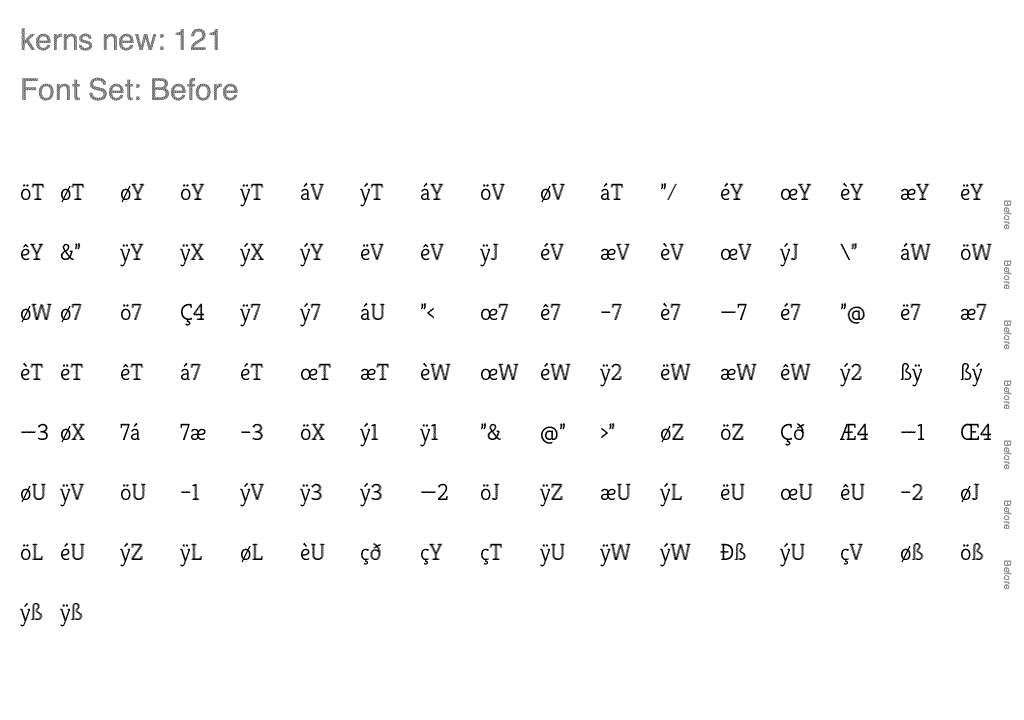 kerns new: 121
Font Set: Before
öT øT øY öY ÿT áV ýT áY öV øV áT "/ éY œY èY æY ëY Before
êY &" ÿY ÿX ýX ýY ëV êV ÿJ éV æV èV œV ýJ \" áW öW Before
øW ø7 ö7 Ç4 ÿ7 ý7 áU "< œ7 ê7 –7 è7 —7 é7 "@ ë7 æ7 Before
èT ëT êT á7 éT œT æT èW œW éW ÿ2 ëW æW êW ý2 ßÿ ßý Before
—3 øX 7á 7æ –3 öX ý1 ÿ1 "& @" >" øZ öZ Çð Æ4 —1 Œ4 Before
øU ÿV öU –1 ýV ÿ3 ý3 —2 öJ ÿZ æU ýL ëU œU êU –2 øJ Before
öL éU ýZ ÿL øL èU çð çY çT ÿU ÿW ýW Ðß ýU çV øß öß Before
ýß ÿß